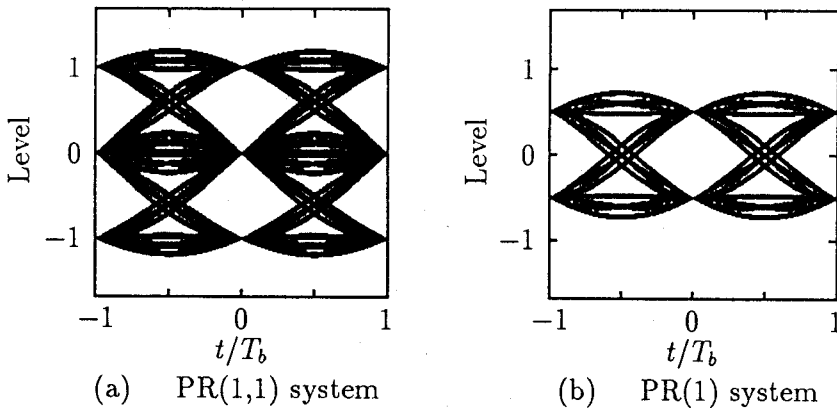 Level
1
0
−1
−1
0
1
t/T_b
(a) PR(1,1) system
Level
1
0
−1
−1
0
1
t/T_b
(b) PR(1) system